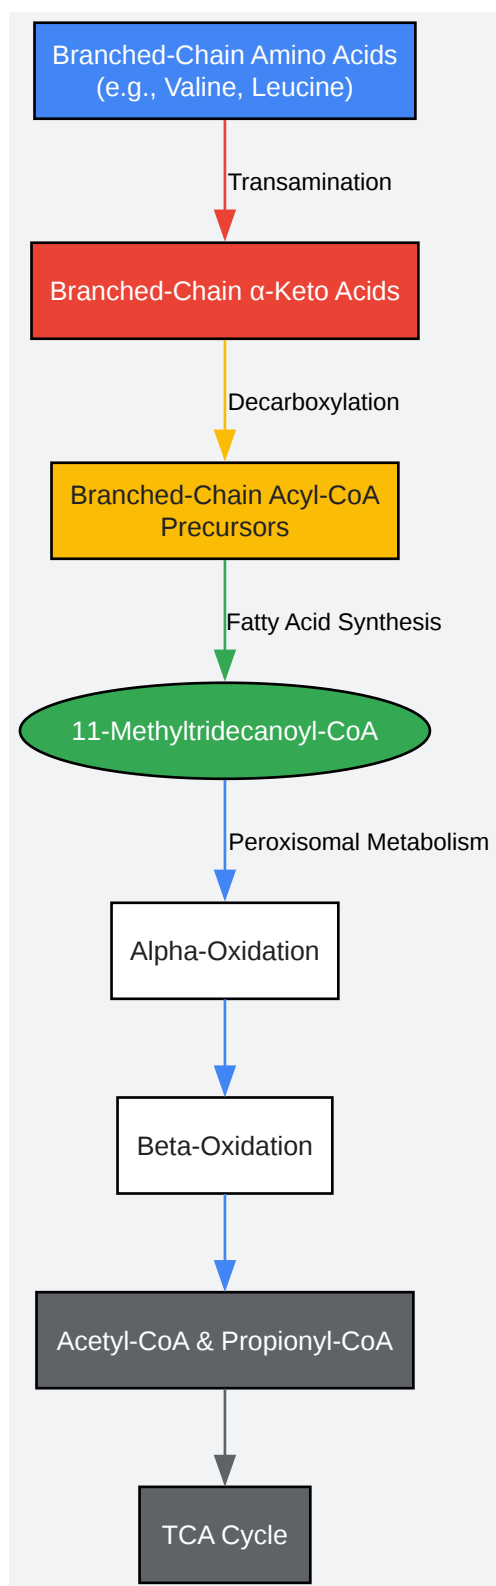 Branched-Chain Amino Acids
(e.g., Valine, Leucine)
Transamination
Branched-Chain α-Keto Acids
Decarboxylation
Branched-Chain Acyl-CoA
Precursors
Fatty Acid Synthesis
11-Methyltridecanoyl-CoA
Peroxisomal Metabolism
Alpha-Oxidation
Beta-Oxidation
Acetyl-CoA & Propionyl-CoA
TCA Cycle